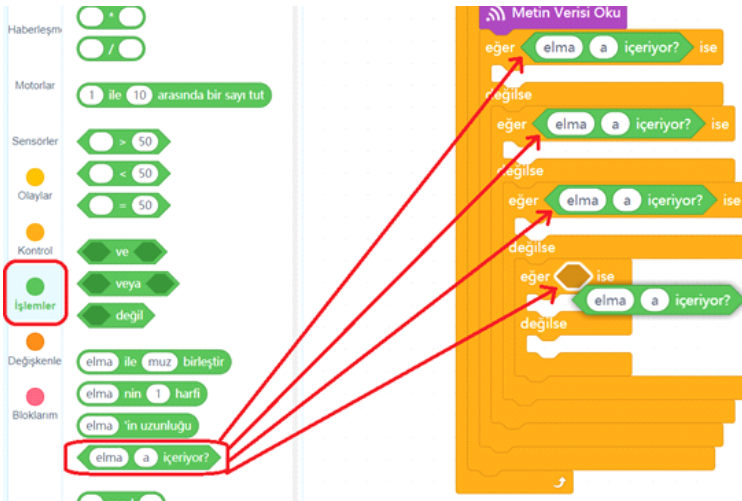 Haberleşm
Motorlar
Sensörler
Olaylar
Kontrol
İşlemler
Değişkenle
Bloklarım
*
/
1 ile 10 arasında bir sayı tut
> 50
< 50
= 50
ve
veya
değil
elma ile muz birleştir
elma nin 1 harfi
elma 'in uzunluğu
elma a içeriyor?
Metin Verisi Oku
eğer elma a içeriyor? ise
değilse
eğer elma a içeriyor? ise
değilse
eğer elma a içeriyor? ise
değilse
eğer ise
elma a içeriyor?
değilse